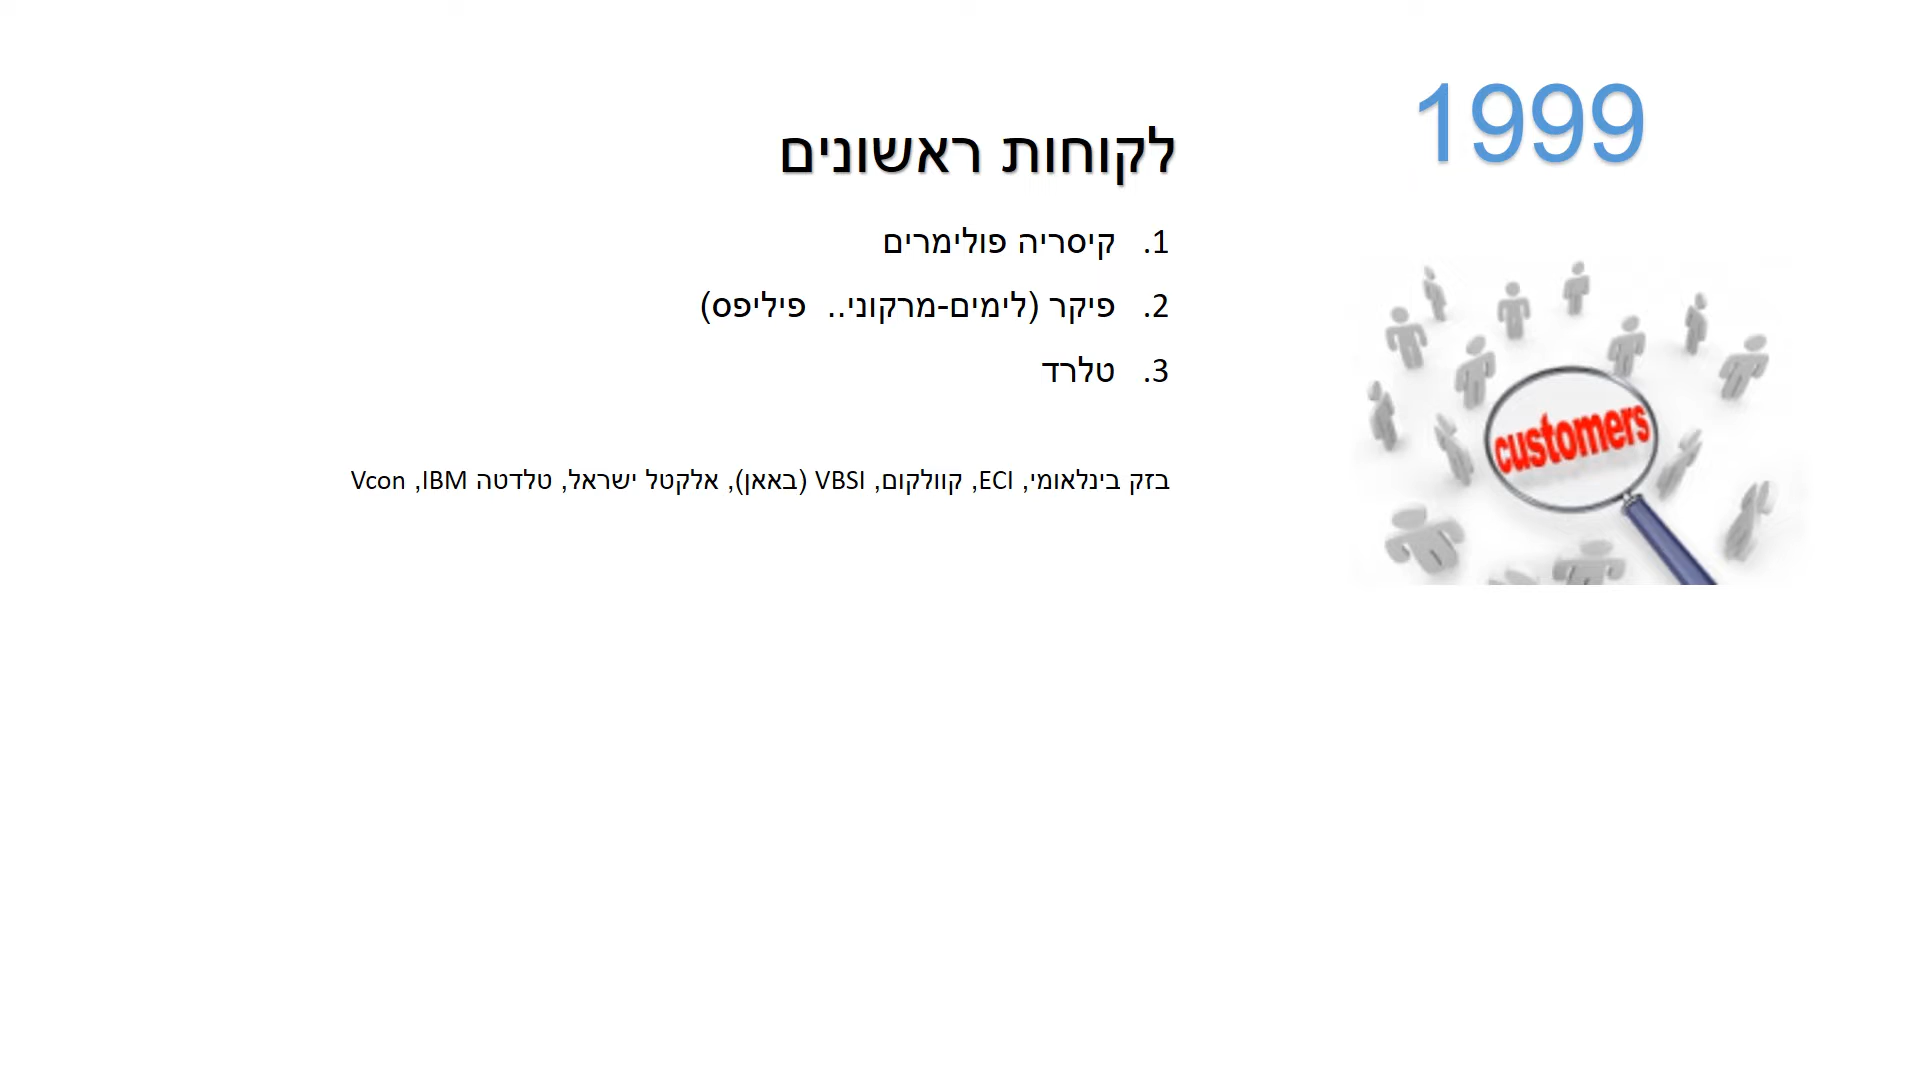 1999
לקוחות ראשונים
1. קיסריה פולימרים
2. פיקר (לימים-מרקוני.. פיליפס)
3. טלרד
customers
בזק בינלאומי, ECI, קוולקום, VBSI (באאן), אלקטל ישראל, טלדטה IBM, Vcon